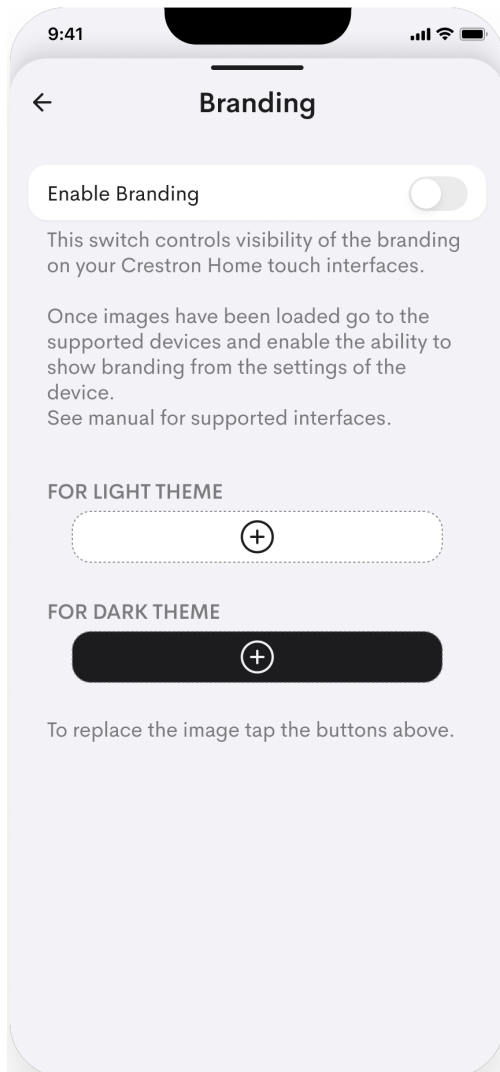 9:41
Branding
Enable Branding
This switch controls visibility of the branding
on your Crestron Home touch interfaces.
Once images have been loaded go to the
supported devices and enable the ability to
show branding from the settings of the
device.
See manual for supported interfaces.
FOR LIGHT THEME
FOR DARK THEME
To replace the image tap the buttons above.